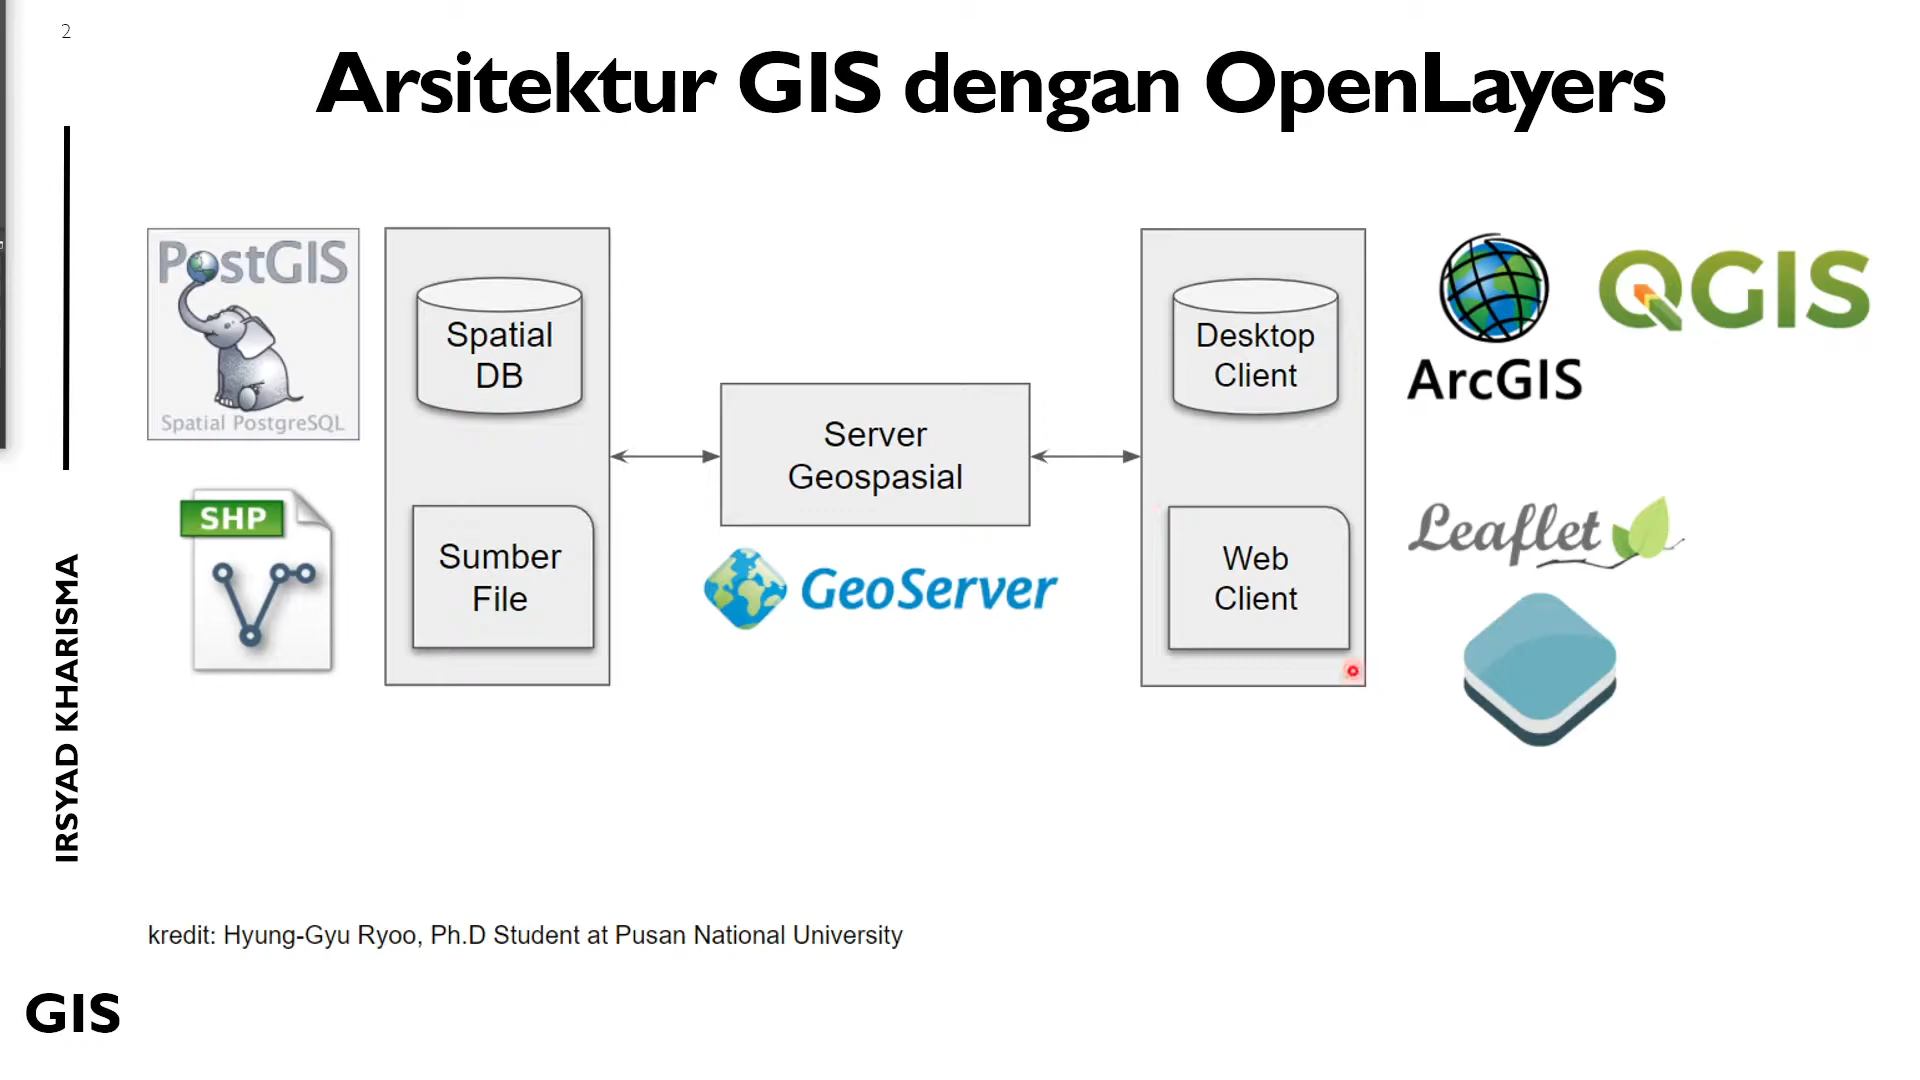 2
Arsitektur GIS dengan OpenLayers
PostGIS
Spatial PostgreSQL
SHP
Spatial
DB
Sumber
File
Server
Geospasial
GeoServer
Desktop
Client
Web
Client
ArcGIS
QGIS
Leaflet
IRSYAD KHARISMA
kredit: Hyung-Gyu Ryoo, Ph.D Student at Pusan National University
GIS